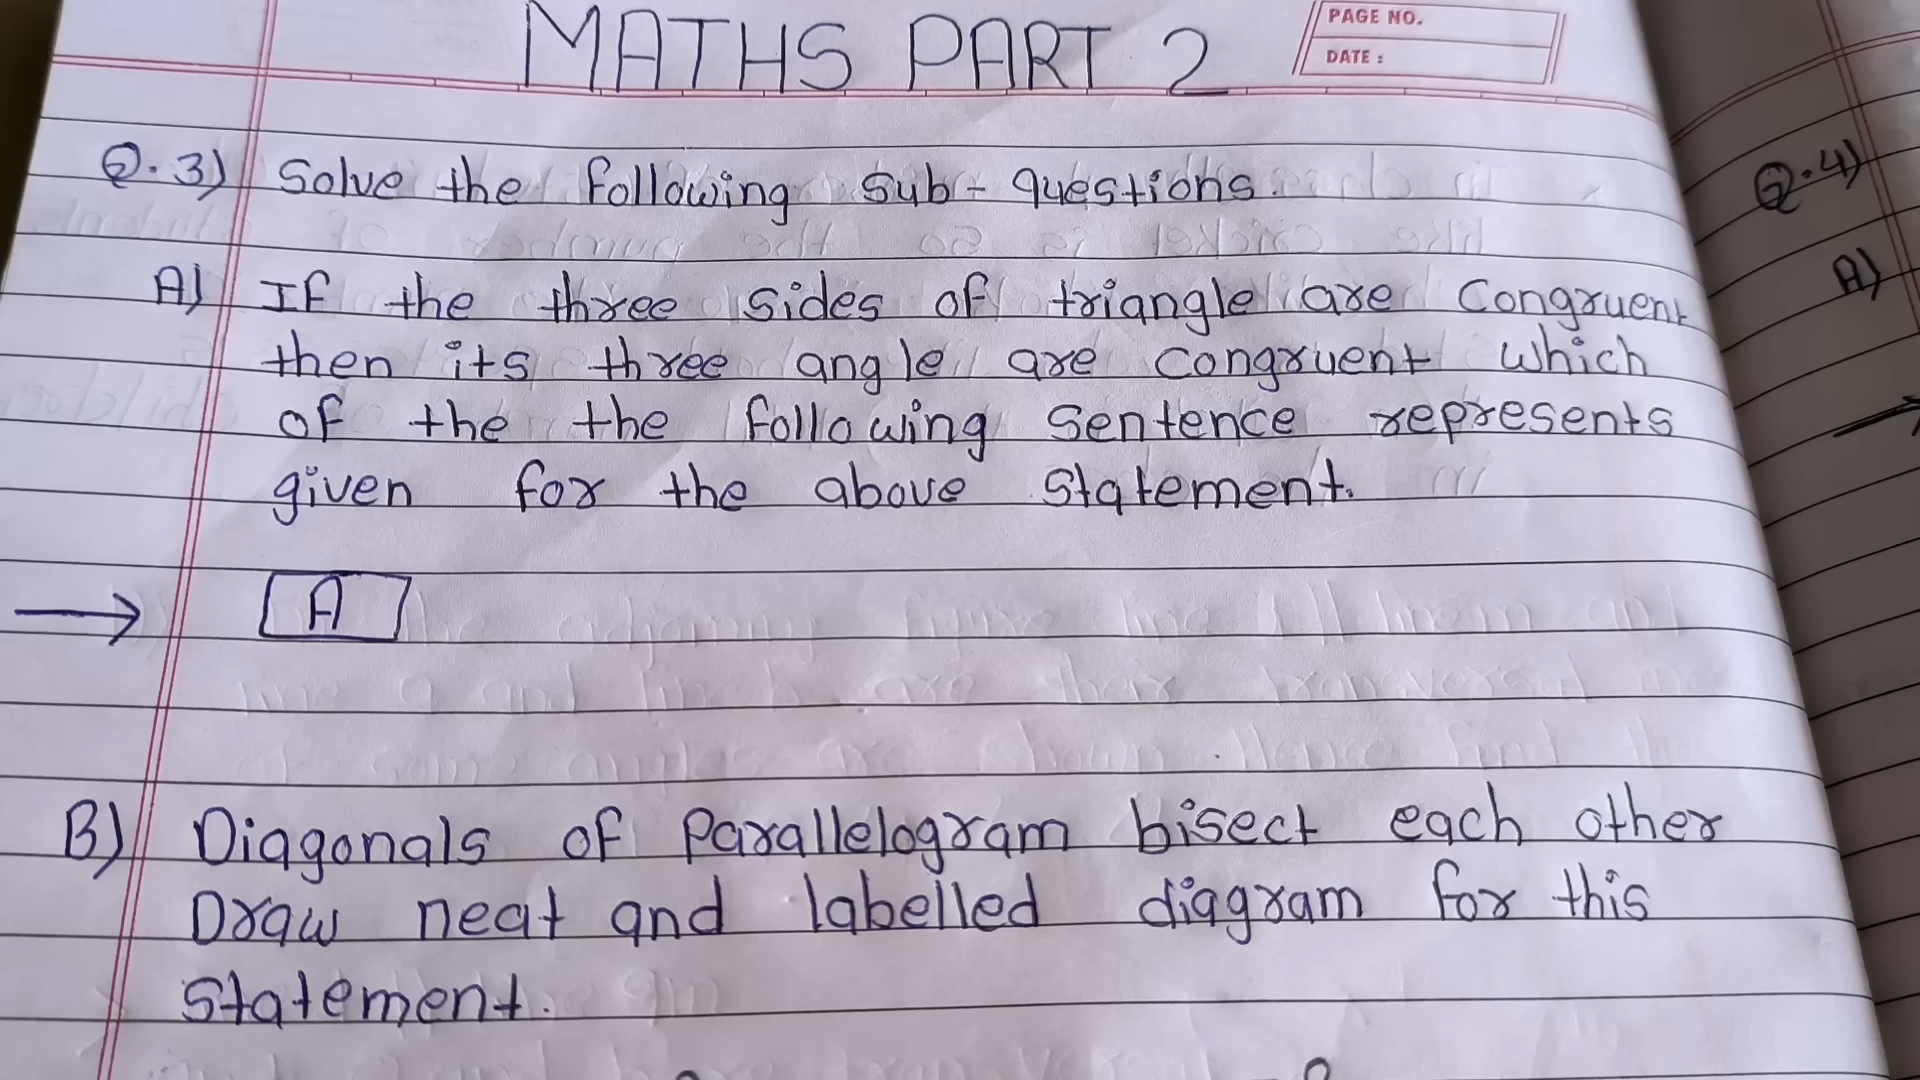 MATHS PART 2
PAGE NO.
DATE :
Q.3) Solve the following sub-questions.
A) If the three sides of triangle are congruent
then its three angle are congruent which
of the the following sentence represents
given for the above statement.
→ A
B) Diagonals of parallelogram bisect each other
Draw neat and labelled diagram for this
statement.
Q.4)
A)
→